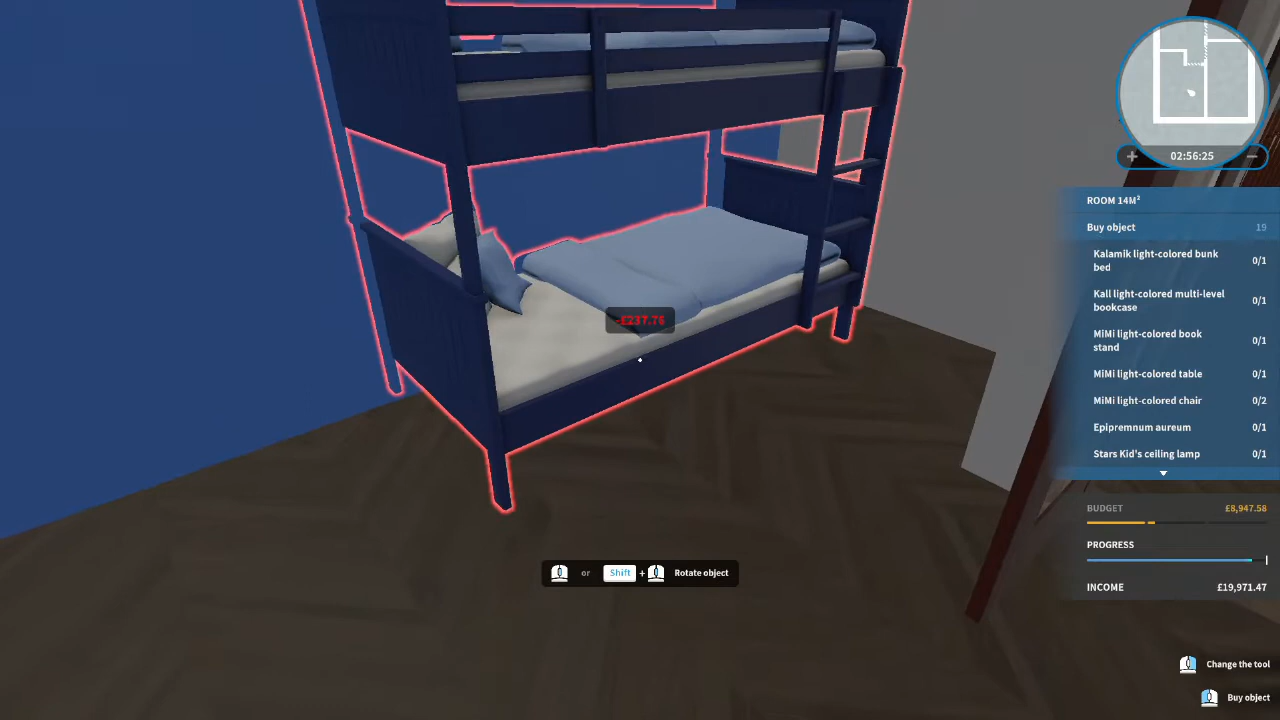 + 02:56:25 −
ROOM 14M²
Buy object 19
Kalamik light-colored bunk
bed 0/1
Kall light-colored multi-level
bookcase 0/1
MiMi light-colored book
stand 0/1
MiMi light-colored table 0/1
MiMi light-colored chair 0/2
Epipremnum aureum 0/1
Stars Kid's ceiling lamp 0/1
BUDGET £8,947.58
PROGRESS
INCOME £19,971.47
-£237.76
or Shift + Rotate object
Change the tool
Buy object